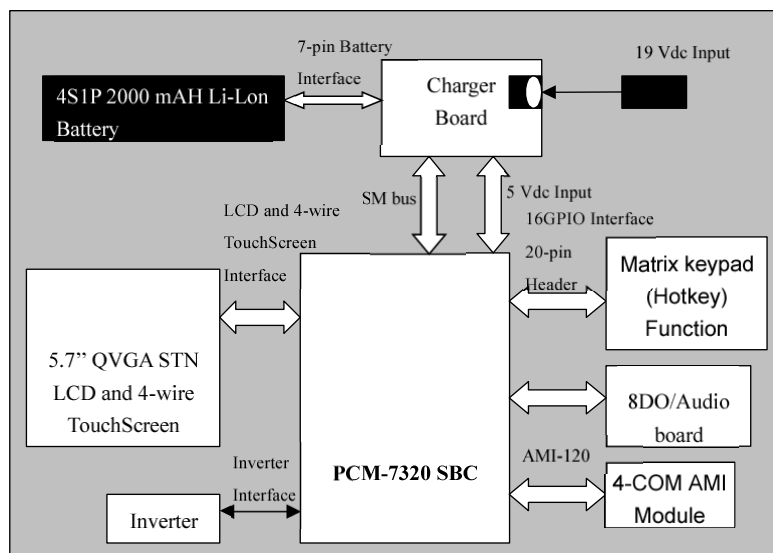 7-pin Battery
Interface
19 Vdc Input
4S1P 2000 mAH Li-Lon
Battery
Charger
Board
SM bus
5 Vdc Input
LCD and 4-wire
TouchScreen
Interface
16GPIO Interface
20-pin
Header
Matrix keypad
(Hotkey)
Function
5.7’’ QVGA STN
LCD and 4-wire
TouchScreen
PCM-7320 SBC
8DO/Audio
board
Inverter
Interface
AMI-120
4-COM AMI
Module
Inverter